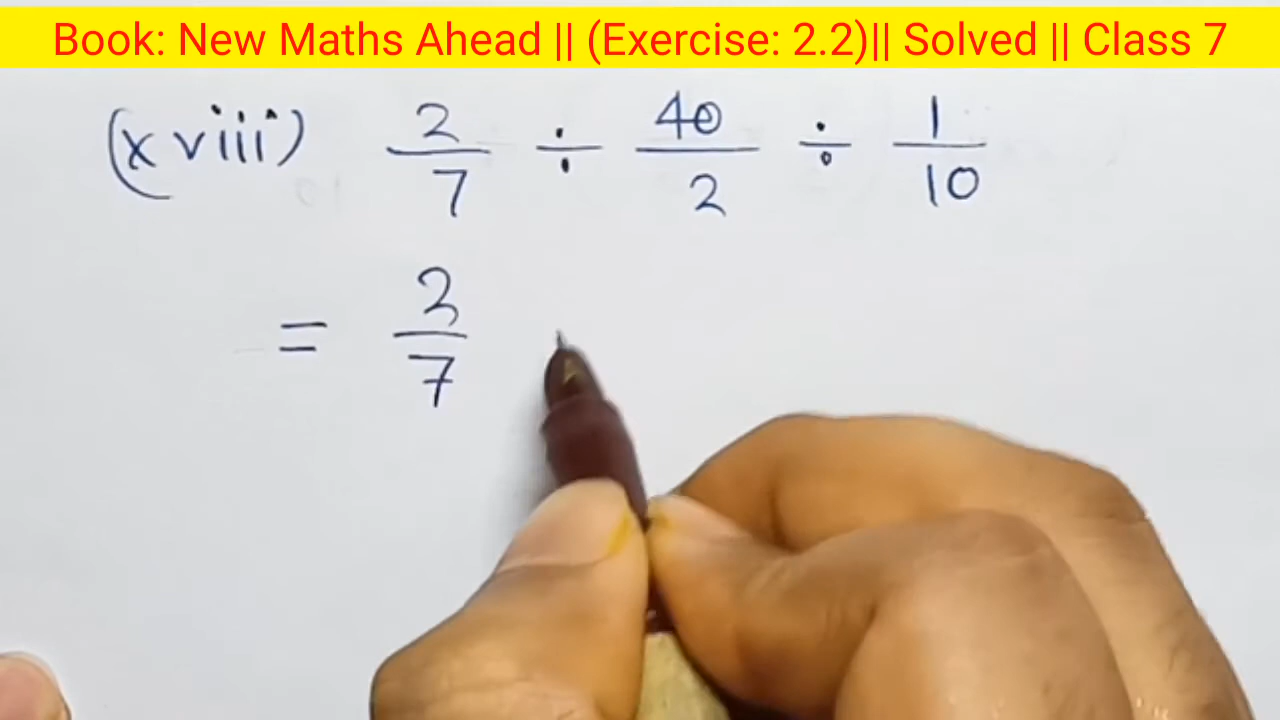 Book: New Maths Ahead || (Exercise: 2.2)|| Solved || Class 7
(xviii) 2/7 ÷ 40/2 ÷ 1/10
= 2/7